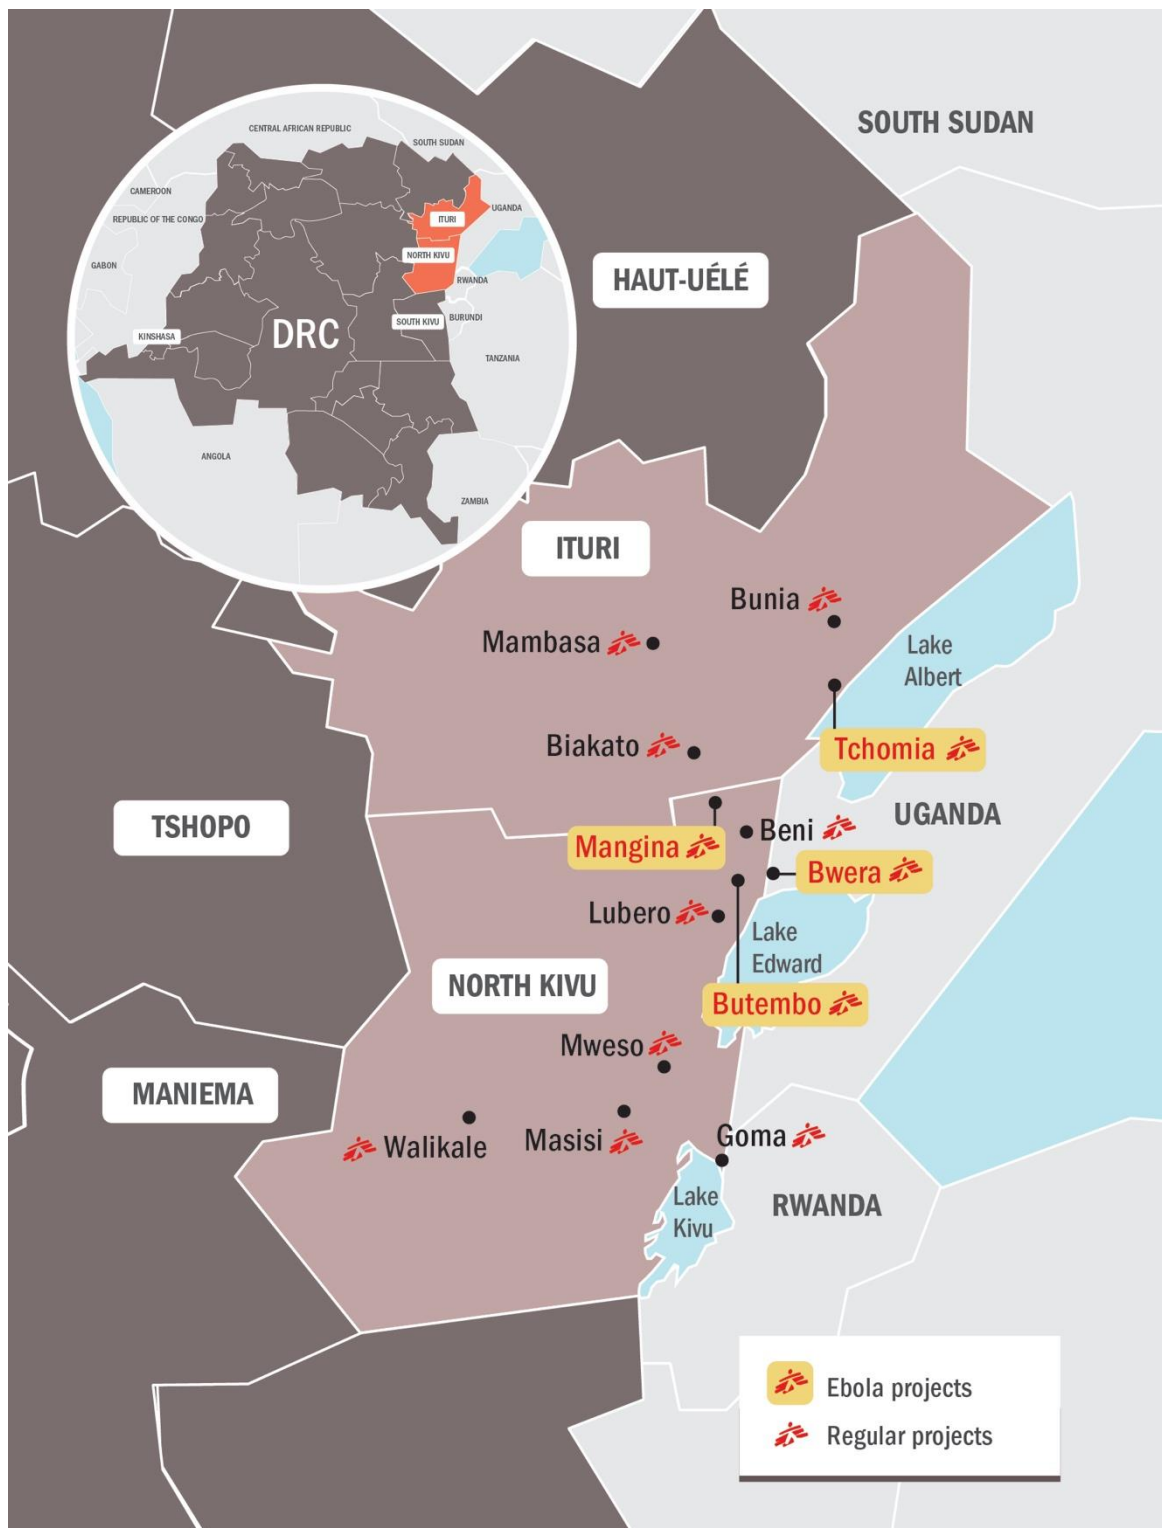 SOUTH SUDAN
CENTRAL AFRICAN REPUBLIC
SOUTH SUDAN
CAMEROON
UGANDA
REPUBLIC OF THE CONGO
ITURI
NORTH KIVU
GABON
RWANDA
SOUTH KIVU
BURUNDI
KINSHASA
DRC
TANZANIA
ANGOLA
ZAMBIA
HAUT-UÉLÉ
ITURI
Bunia
Mambasa
Lake
Albert
Biakato
Tchomia
TSHOPO
UGANDA
Mangina
Beni
Bwera
Lubero
Lake
Edward
NORTH KIVU
Butembo
Mweso
MANIEMA
Walikale
Masisi
Goma
Lake
Kivu
RWANDA
Ebola projects
Regular projects